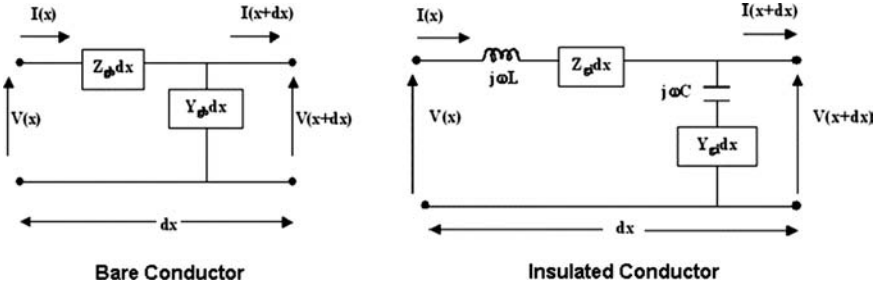 I(x)
I(x+dx)
Z_gb dx
Y_gb dx
V(x)
V(x+dx)
dx
Bare Conductor
I(x)
I(x+dx)
jωL
Z_gi dx
jωC
Y_gi dx
V(x)
V(x+dx)
dx
Insulated Conductor